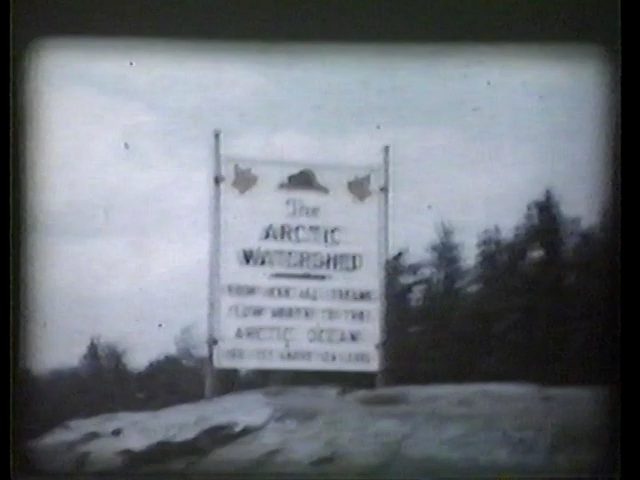 The
ARCTIC
WATERSHED
FROM HERE ALL STREAMS
FLOW NORTH TO THE
ARCTIC OCEAN